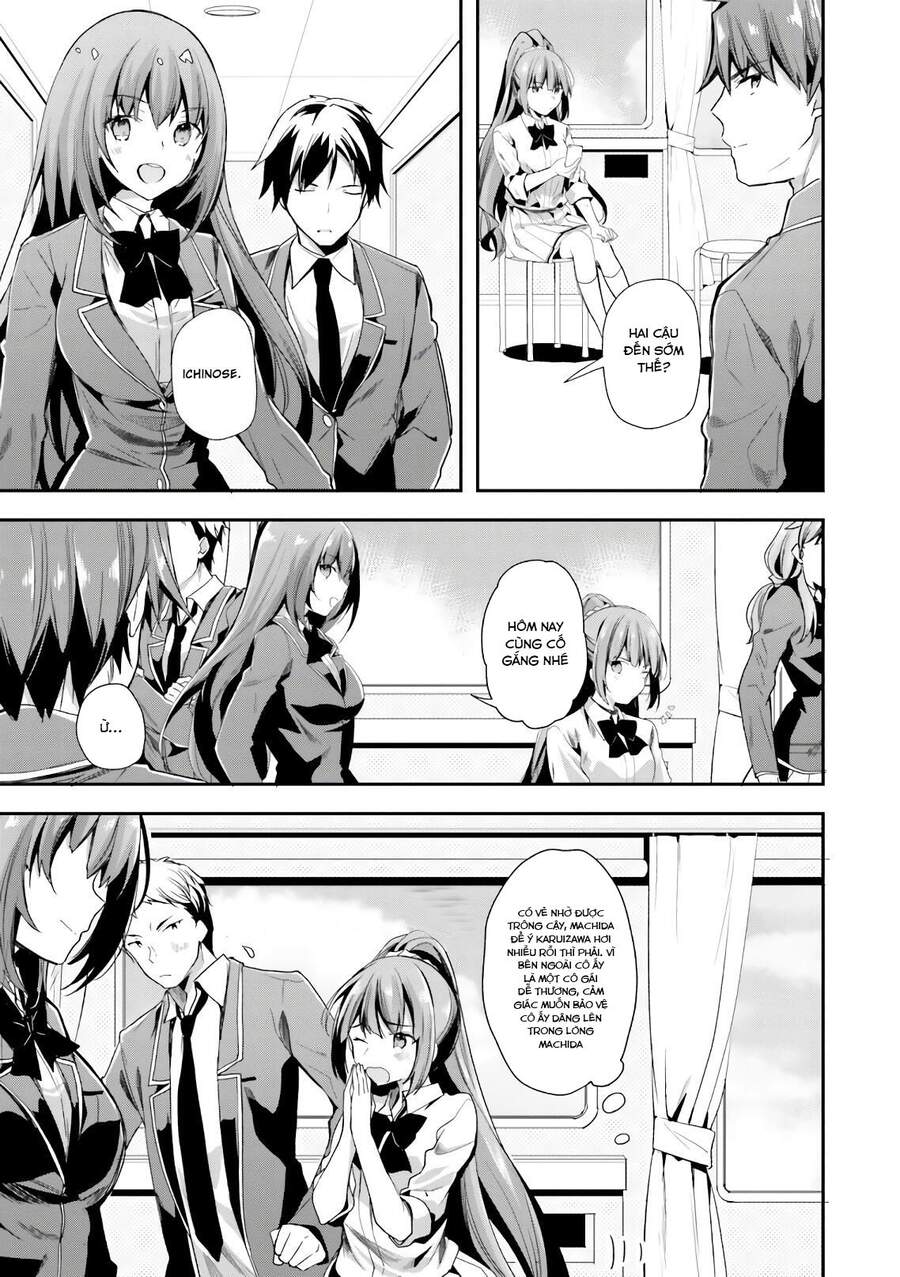 HAI CẬU
ĐẾN SỚM
THẾ?
ICHINOSE.
HÔM NAY
CÙNG CỐ
GẮNG NHÉ
Ừ...
CÓ VẺ NHỜ ĐƯỢC
TRÔNG CẬY, MACHIDA
ĐỂ Ý KARUIZAWA HƠI
NHIỀU RỒI THÌ PHẢI. VÌ
BÊN NGOÀI CÔ ẤY
LÀ MỘT CÔ GÁI
DỄ THƯƠNG, CẢM
GIÁC MUỐN BẢO VỆ
CÔ ẤY DÂNG LÊN
TRONG LÒNG
MACHIDA